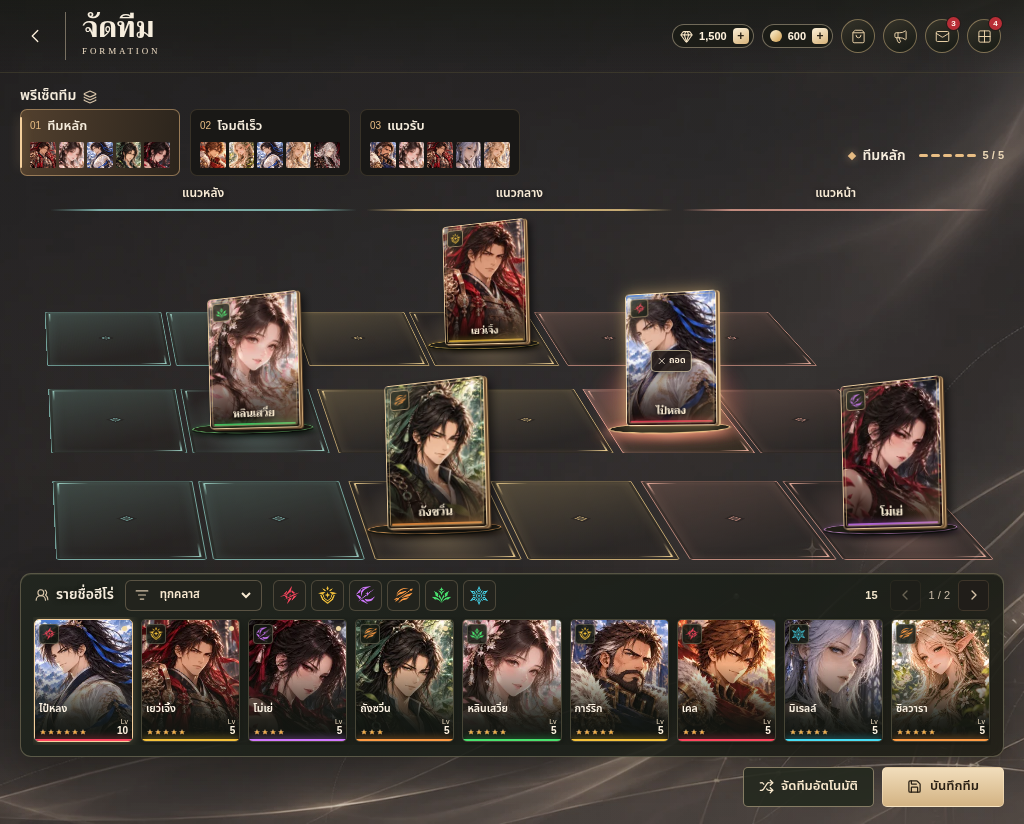 จัดทีม
FORMATION
1,500
600
3
4
พรีเซ็ตทีม
01 ทีมหลัก
02 โจมตีเร็ว
03 แนวรับ
ทีมหลัก 5 / 5
แนวหลัง
แนวกลาง
แนวหน้า
เยว่เจิ้ง
หลินเสวี่ย
ถอด
ไป๋หลง
ถังซวิ่น
โม่เย่
รายชื่อฮีโร่
ทุกคลาส
15
1 / 2
ไป๋หลง
Lv
10
เยว่เจิ้ง
Lv
5
โม่เย่
Lv
5
ถังซวิ่น
Lv
5
หลินเสวี่ย
Lv
5
การ์ริก
Lv
5
เคล
Lv
5
มิเรลล์
Lv
5
ซิลวารา
Lv
5
จัดทีมอัตโนมัติ
บันทึกทีม